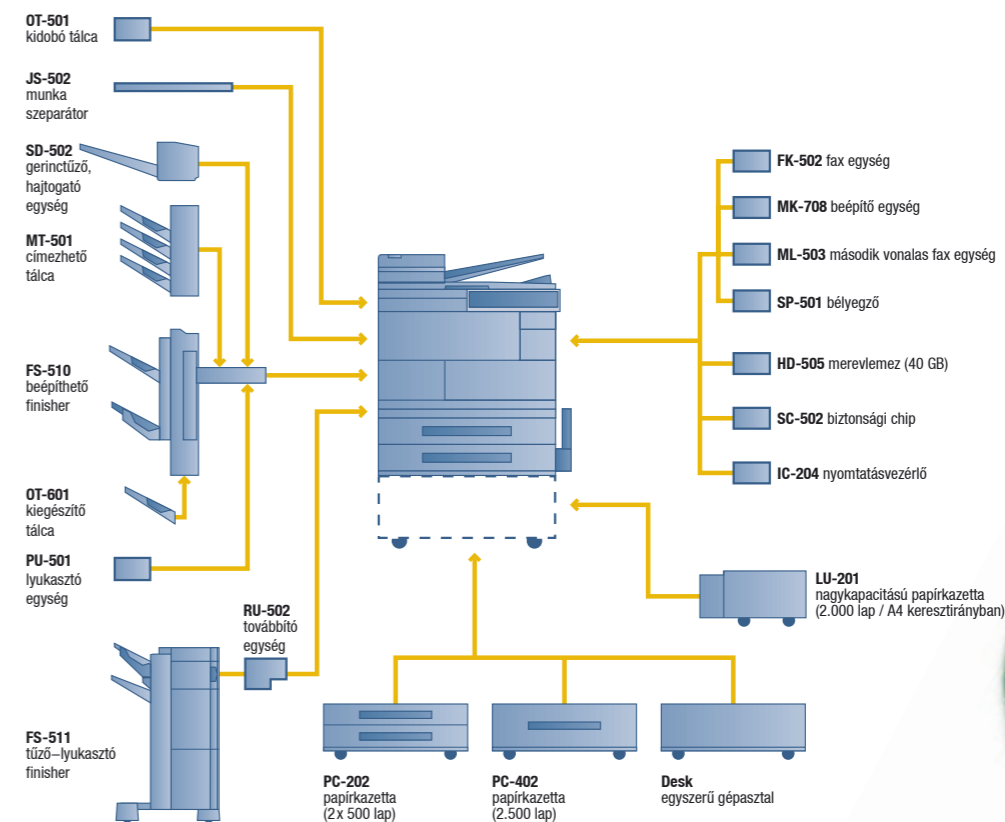 OT-501
kidobó tálca
JS-502
munka
szeparátor
SD-502
gerinctűző,
hajtogató
egység
MT-501
címezhető
tálca
FS-510
beépíthető
finisher
OT-601
kiegészítő
tálca
PU-501
lyukasztó
egység
RU-502
továbbító
egység
FS-511
tűző–lyukasztó
finisher
PC-202
papírkazetta
(2x 500 lap)
PC-402
papírkazetta
(2.500 lap)
Desk
egyszerű gépasztal
FK-502 fax egység
MK-708 beépítő egység
ML-503 második vonalas fax egység
SP-501 bélyegző
HD-505 merevlemez (40 GB)
SC-502 biztonsági chip
IC-204 nyomtatásvezérlő
LU-201
nagykapacitású papírkazetta
(2.000 lap / A4 keresztirányban)